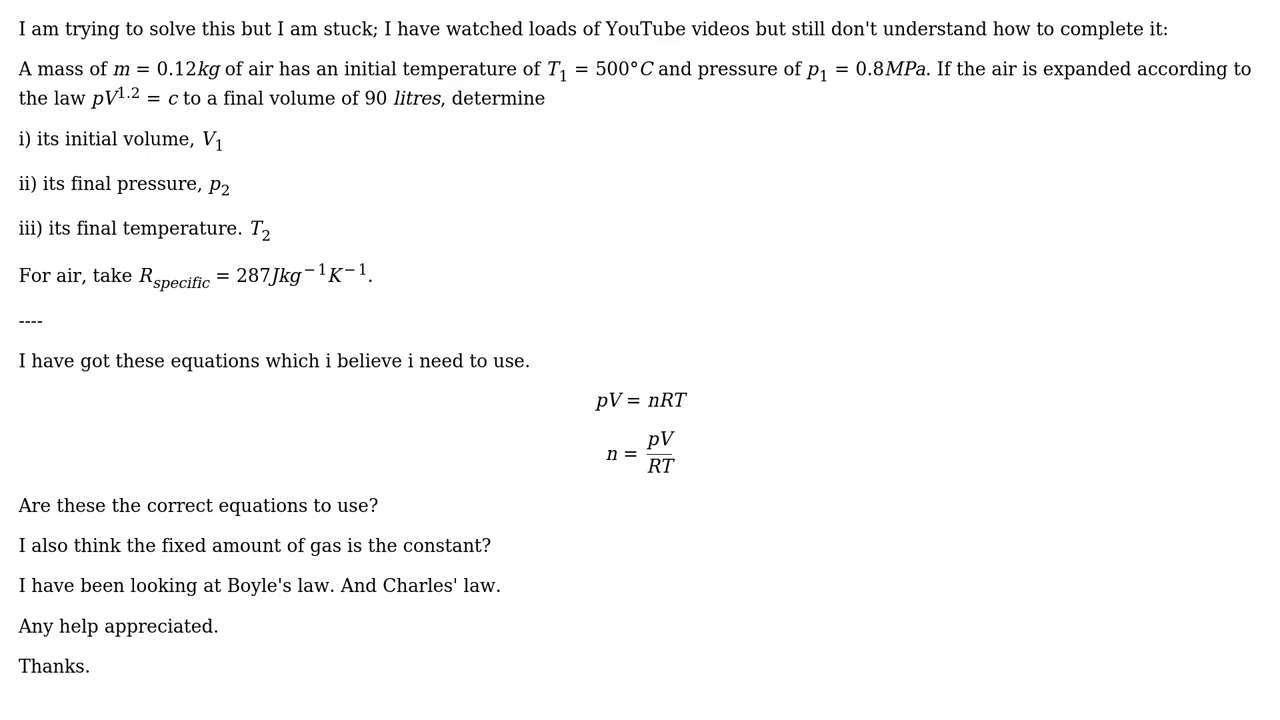 I am trying to solve this but I am stuck; I have watched loads of YouTube videos but still don't understand how to complete it:
A mass of m = 0.12kg of air has an initial temperature of T₁ = 500°C and pressure of p₁ = 0.8MPa. If the air is expanded according to
the law pV¹·² = c to a final volume of 90 litres, determine
i) its initial volume, V₁
ii) its final pressure, p₂
iii) its final temperature. T₂
For air, take R_specific = 287Jkg⁻¹K⁻¹.
----
I have got these equations which i believe i need to use.
pV = nRT
n = pV/RT
Are these the correct equations to use?
I also think the fixed amount of gas is the constant?
I have been looking at Boyle's law. And Charles' law.
Any help appreciated.
Thanks.